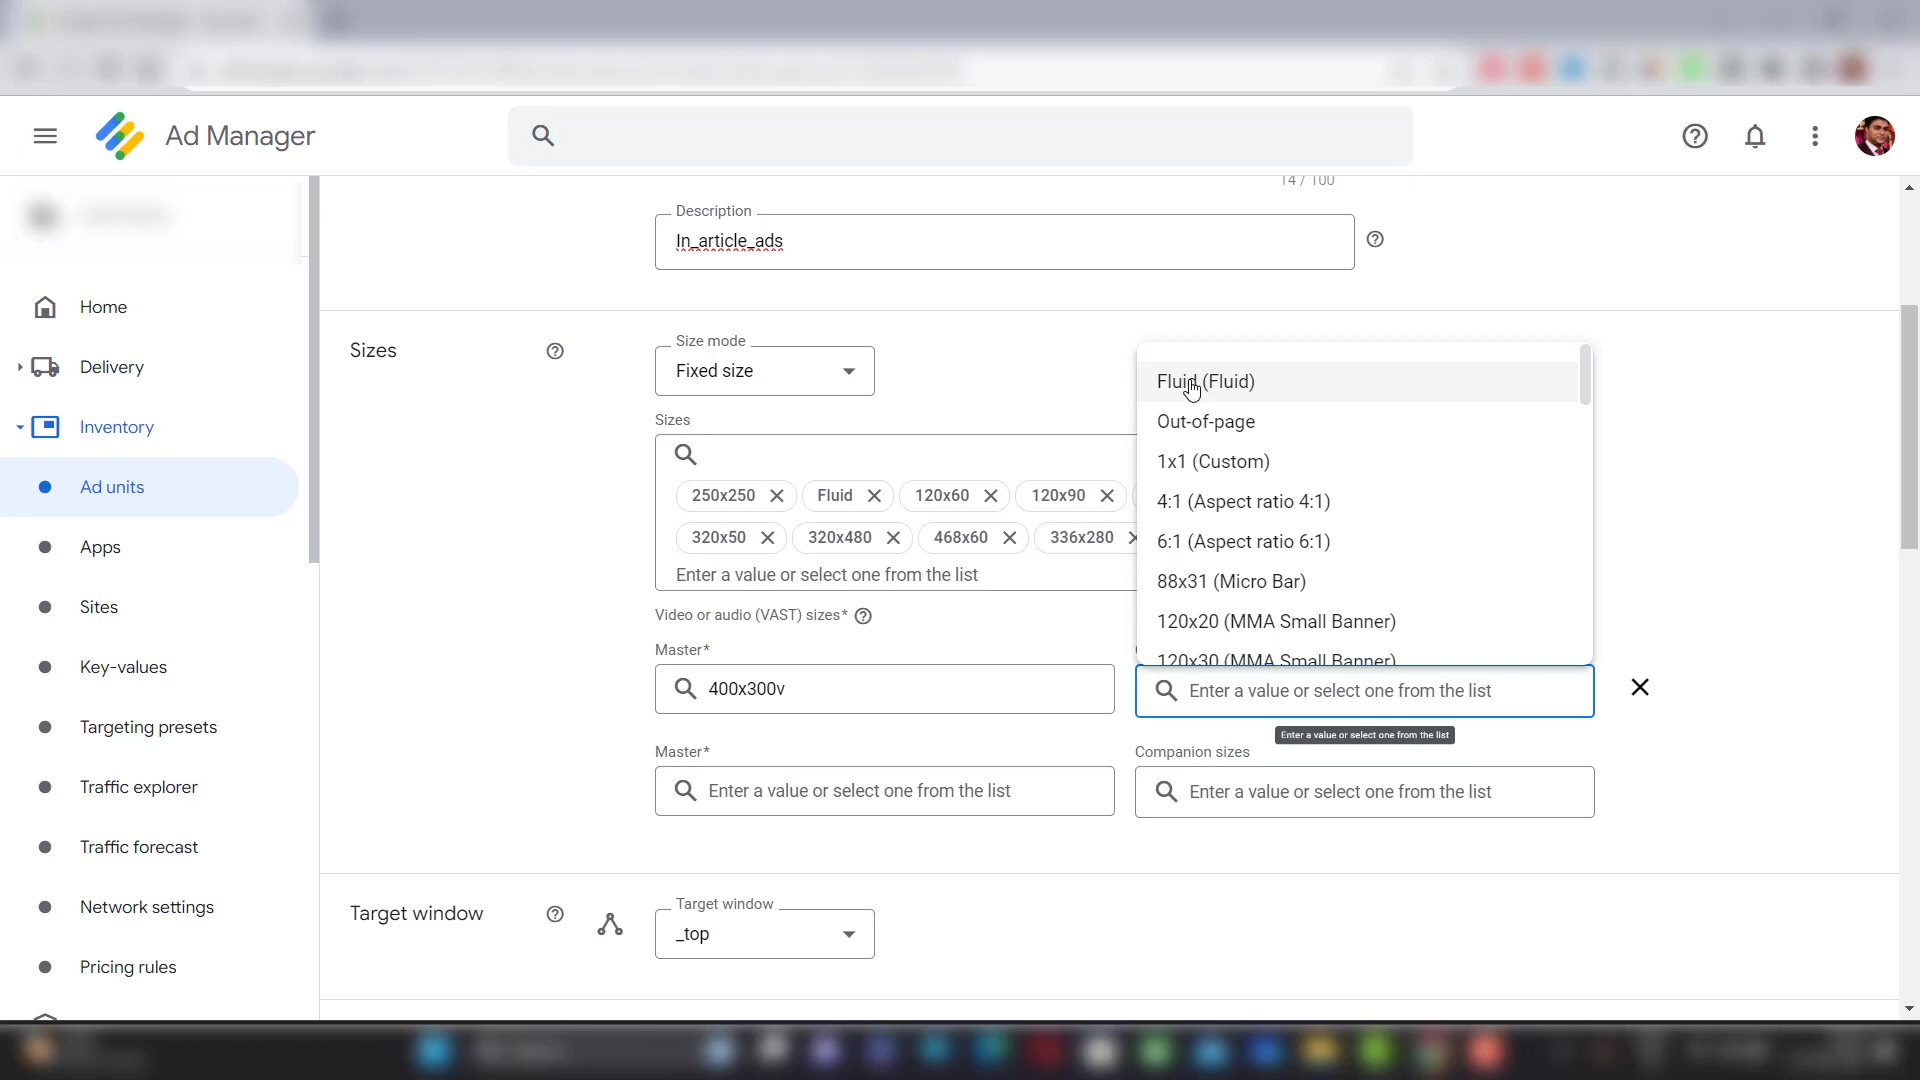 Ad Manager
14 / 100
Description
In_article_ads
Home
Delivery
Inventory
Ad units
Apps
Sites
Key-values
Targeting presets
Traffic explorer
Traffic forecast
Network settings
Pricing rules
Sizes
Size mode
Fixed size
Sizes
250x250
Fluid
120x60
120x90
320x50
320x480
468x60
336x280
Enter a value or select one from the list
Fluid (Fluid)
Out-of-page
1x1 (Custom)
4:1 (Aspect ratio 4:1)
6:1 (Aspect ratio 6:1)
88x31 (Micro Bar)
120x20 (MMA Small Banner)
120x30 (MMA Small Banner)
Video or audio (VAST) sizes*
Master*
400x300v
Enter a value or select one from the list
Enter a value or select one from the list
Master*
Enter a value or select one from the list
Companion sizes
Enter a value or select one from the list
Target window
Target window
_top